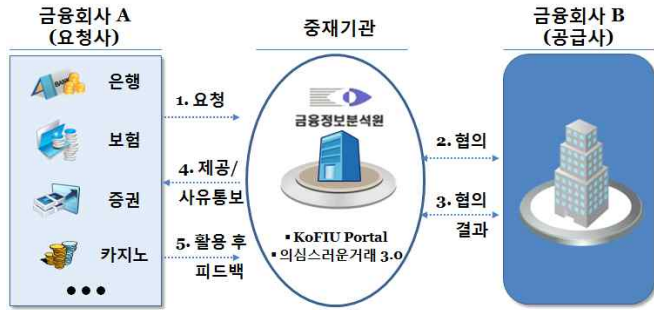 금융회사 A
(요청사)
은행
보험
증권
카지노
•••
1. 요청
4. 제공/
사유통보
5. 활용 후
피드백
중재기관
금융정보분석원
▪ KoFIU Portal
▪ 의심스러운거래 3.0
2. 협의
3. 협의
결과
금융회사 B
(공급사)
BANK